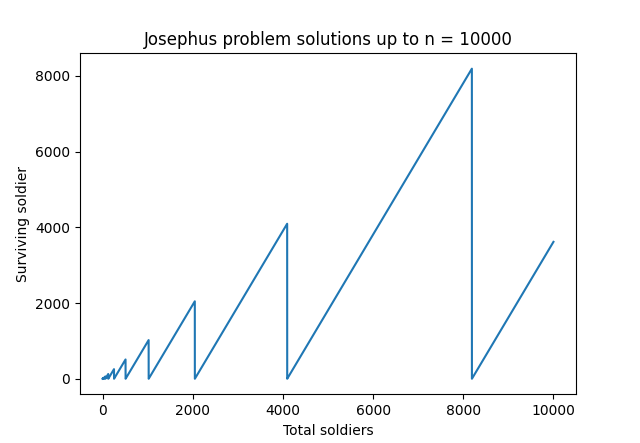 Josephus problem solutions up to n = 10000
8000
6000
4000
2000
0
Surviving soldier
0 2000 4000 6000 8000 10000
Total soldiers